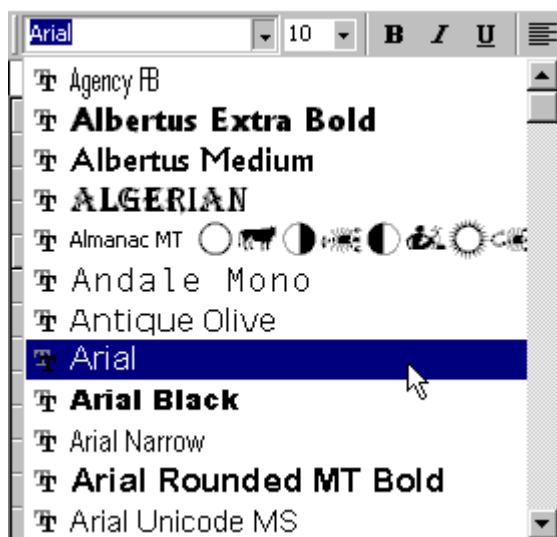 Arial 10 B I U
Agency FB
Albertus Extra Bold
Albertus Medium
ALGERIAN
Almanac MT
Andale Mono
Antique Olive
Arial
Arial Black
Arial Narrow
Arial Rounded MT Bold
Arial Unicode MS